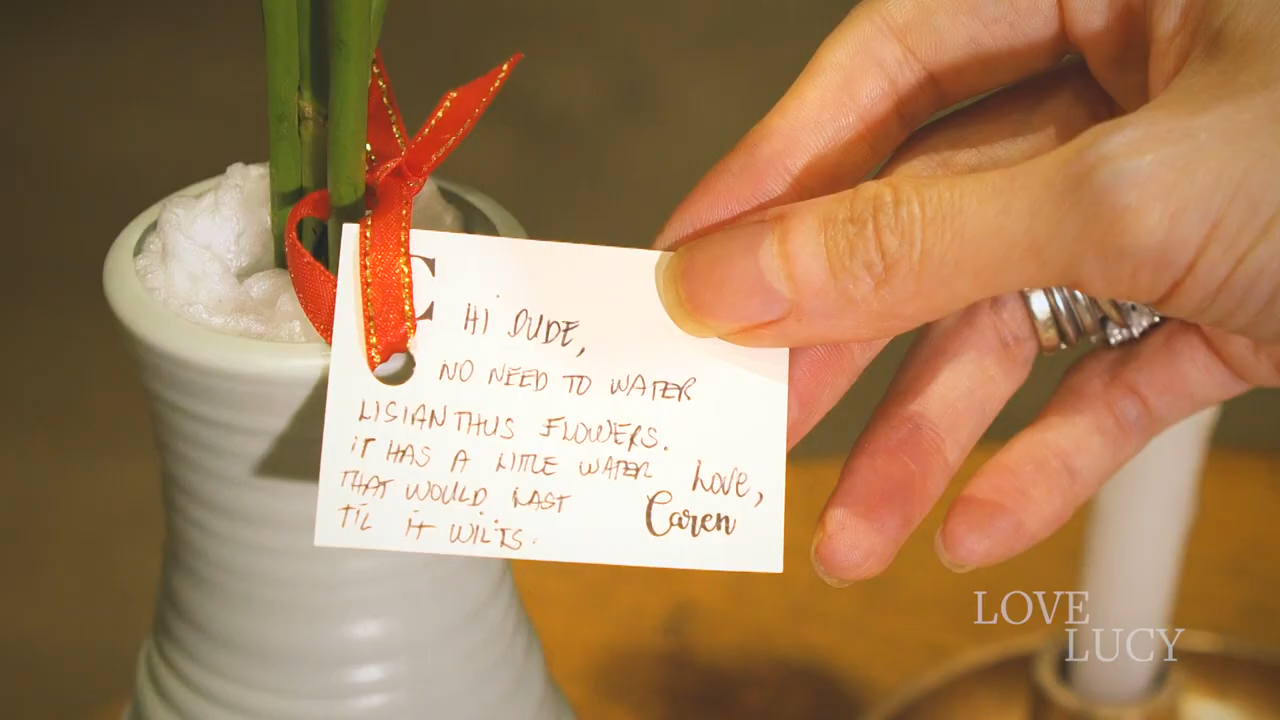 C
Hi DUDE,
NO NEED TO WATER
LISIANTHUS FLOWERS.
IT HAS A LITTLE WATER
THAT WOULD LAST
TIL IT WILTS.
Love,
Caren
LOVE
LUCY